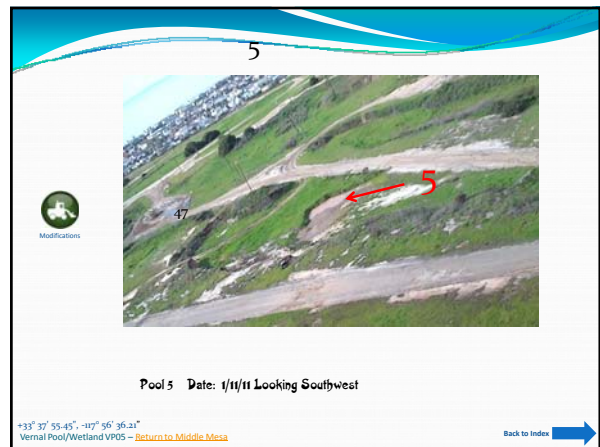 5
5
47
Modifications
Pool 5 Date: 1/11/11 Looking Southwest
+33° 37' 55.45", -117° 56' 36.21"
Vernal Pool/Wetland VP05 – Return to Middle Mesa
Back to Index